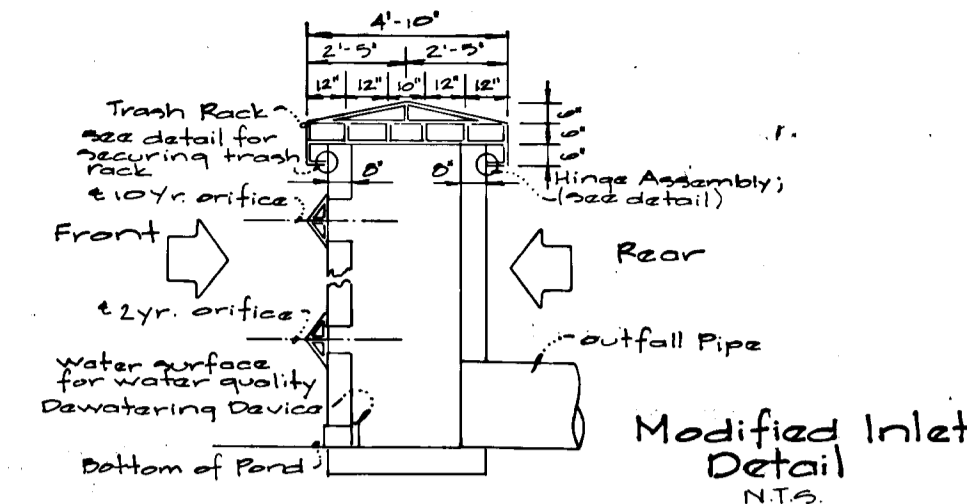 4'-10"
2'-5" 2'-5"
12" 12" 10" 12" 12"
6"
6"
6"
Trash Rack
see detail for
securing trash
rack
8" 8"
Hinge Assembly;
(see detail)
℄ 10 Yr. orifice
Front
Rear
℄ 2 yr. orifice
outfall Pipe
water surface
for water quality
Dewatering Device
Bottom of Pond
Modified Inlet
Detail
N.T.S.